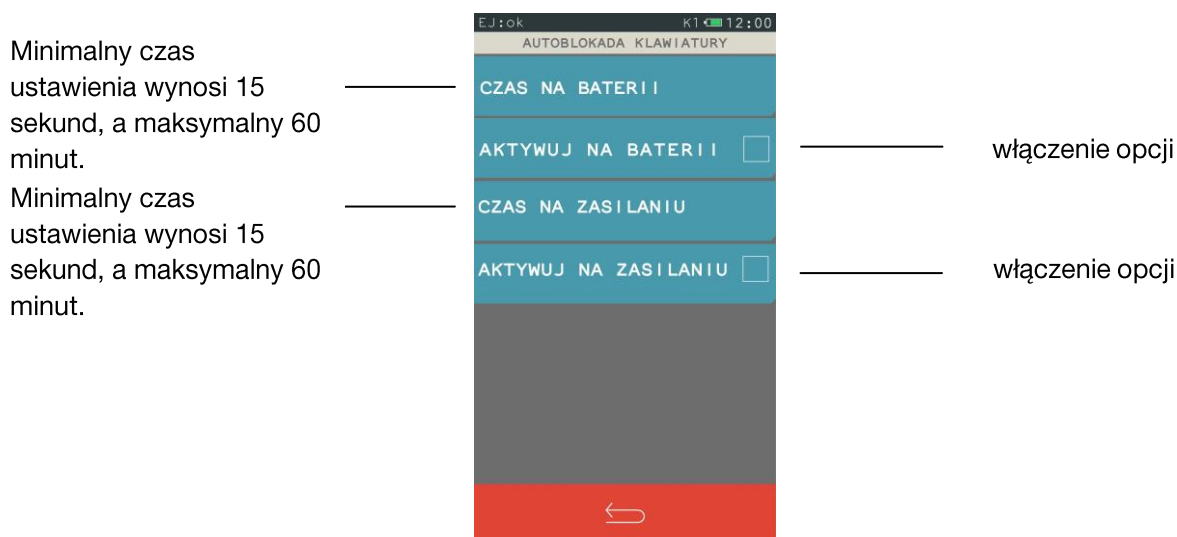 Minimalny czas
ustawienia wynosi 15
sekund, a maksymalny 60
minut.
Minimalny czas
ustawienia wynosi 15
sekund, a maksymalny 60
minut.
EJ:ok K1 12:00
AUTOBLOKADA KLAWIATURY
CZAS NA BATERII
AKTYWUJ NA BATERII
CZAS NA ZASILANIU
AKTYWUJ NA ZASILANIU
włączenie opcji
włączenie opcji